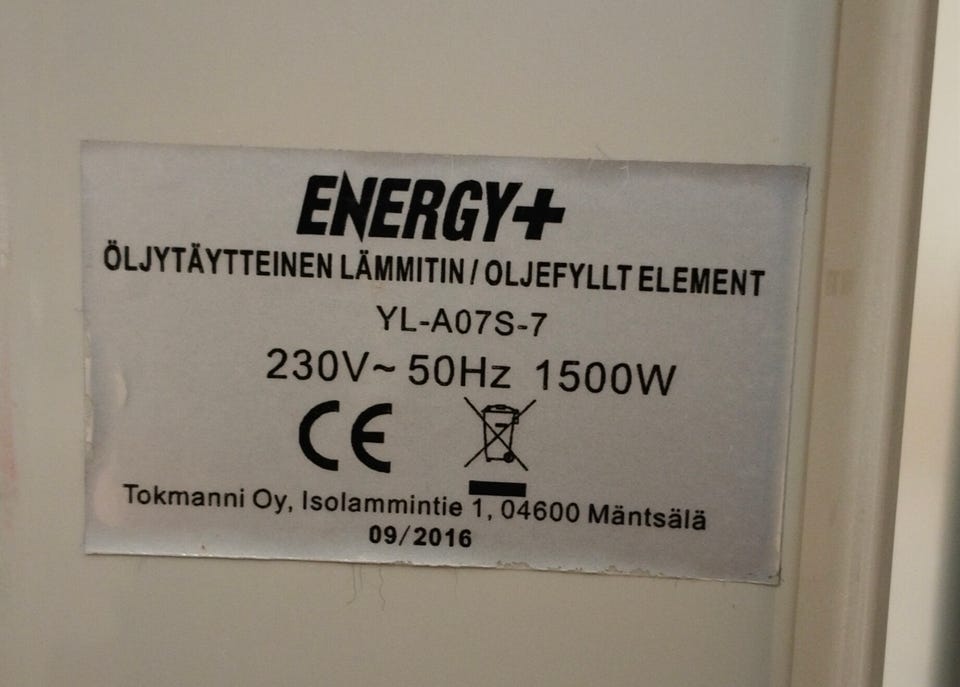 ENERGY+
ÖLJYTÄYTTEINEN LÄMMITIN / OLJEFYLLT ELEMENT
YL-A07S-7
230V~ 50Hz 1500W
CE
Tokmanni Oy, Isolammintie 1, 04600 Mäntsälä
09/2016